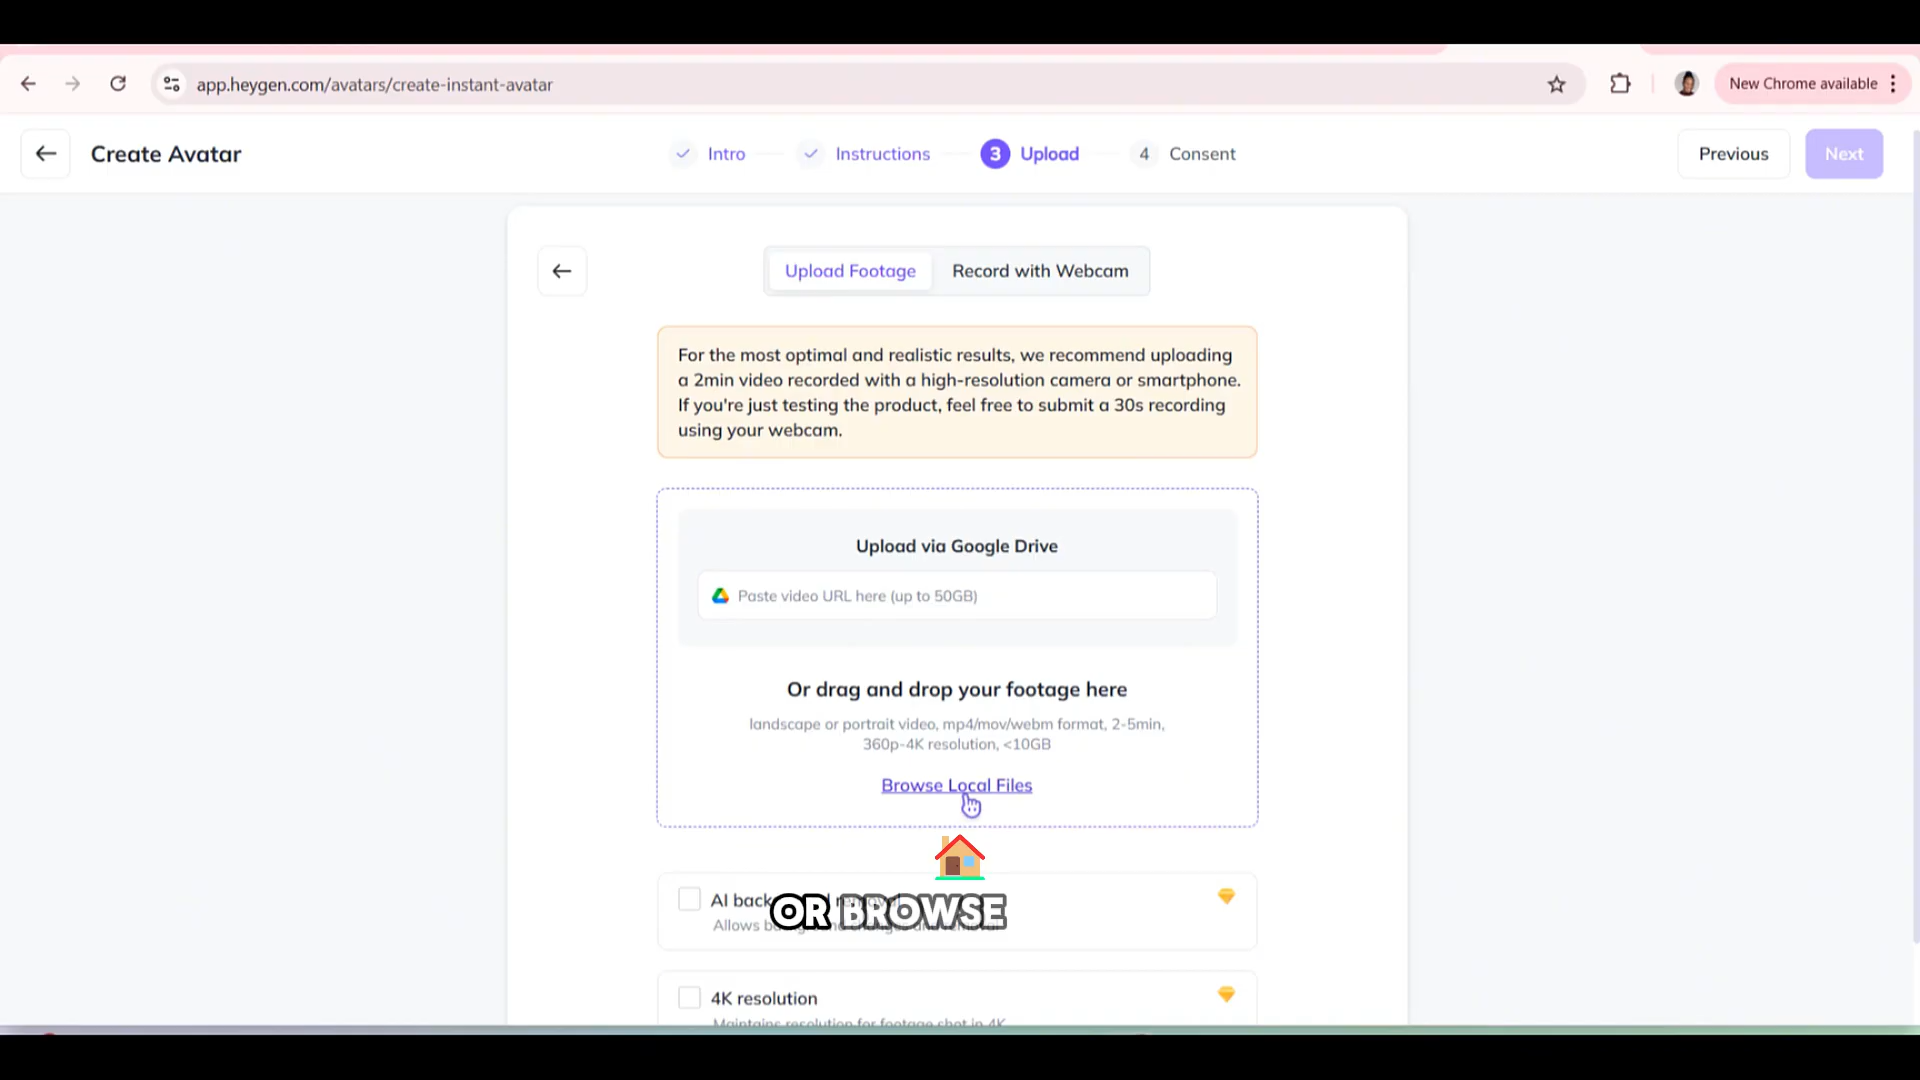 app.heygen.com/avatars/create-instant-avatar
New Chrome available
Create Avatar
Intro
Instructions
3 Upload
4 Consent
Previous
Next
Upload Footage
Record with Webcam
For the most optimal and realistic results, we recommend uploading
a 2min video recorded with a high-resolution camera or smartphone.
If you're just testing the product, feel free to submit a 30s recording
using your webcam.
Upload via Google Drive
Paste video URL here (up to 50GB)
Or drag and drop your footage here
landscape or portrait video, mp4/mov/webm format, 2-5min,
360p-4K resolution, <10GB
Browse Local Files
AI
OR BROWSE
Allows
4K resolution
Maintains resolution for footage shot in 4K